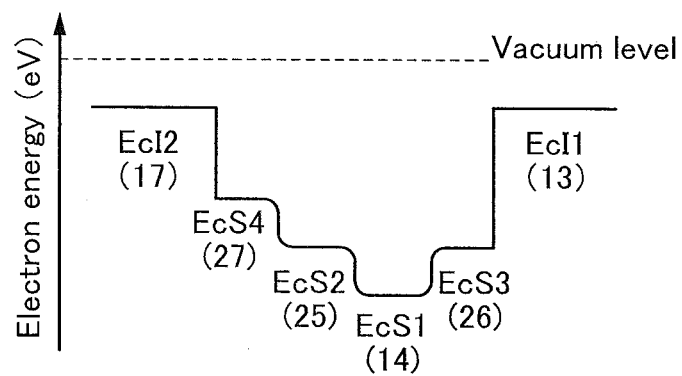 Electron energy (eV)
Vacuum level
EcI2
(17)
EcI1
(13)
EcS4
(27)
EcS2
(25)
EcS1
(14)
EcS3
(26)